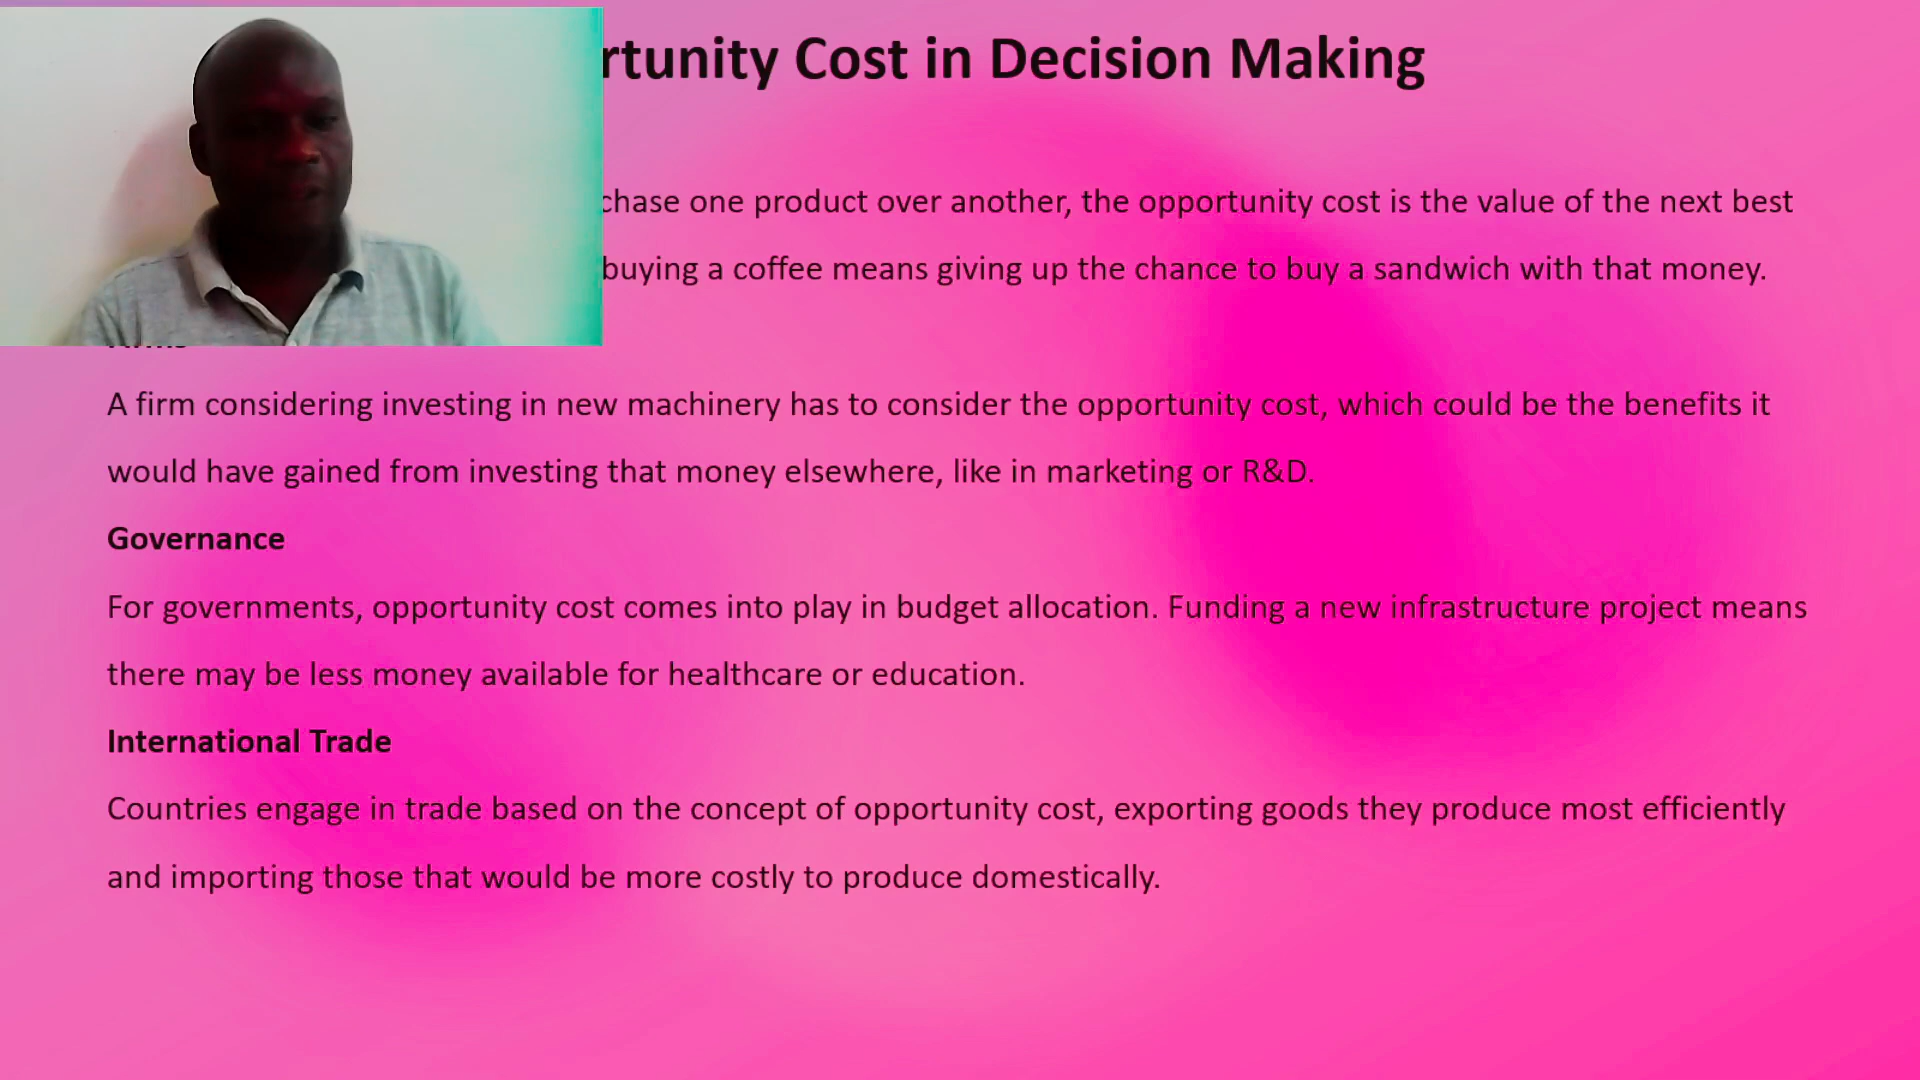 rtunity Cost in Decision Making
chase one product over another, the opportunity cost is the value of the next best
buying a coffee means giving up the chance to buy a sandwich with that money.
A firm considering investing in new machinery has to consider the opportunity cost, which could be the benefits it
would have gained from investing that money elsewhere, like in marketing or R&D.
Governance
For governments, opportunity cost comes into play in budget allocation. Funding a new infrastructure project means
there may be less money available for healthcare or education.
International Trade
Countries engage in trade based on the concept of opportunity cost, exporting goods they produce most efficiently
and importing those that would be more costly to produce domestically.